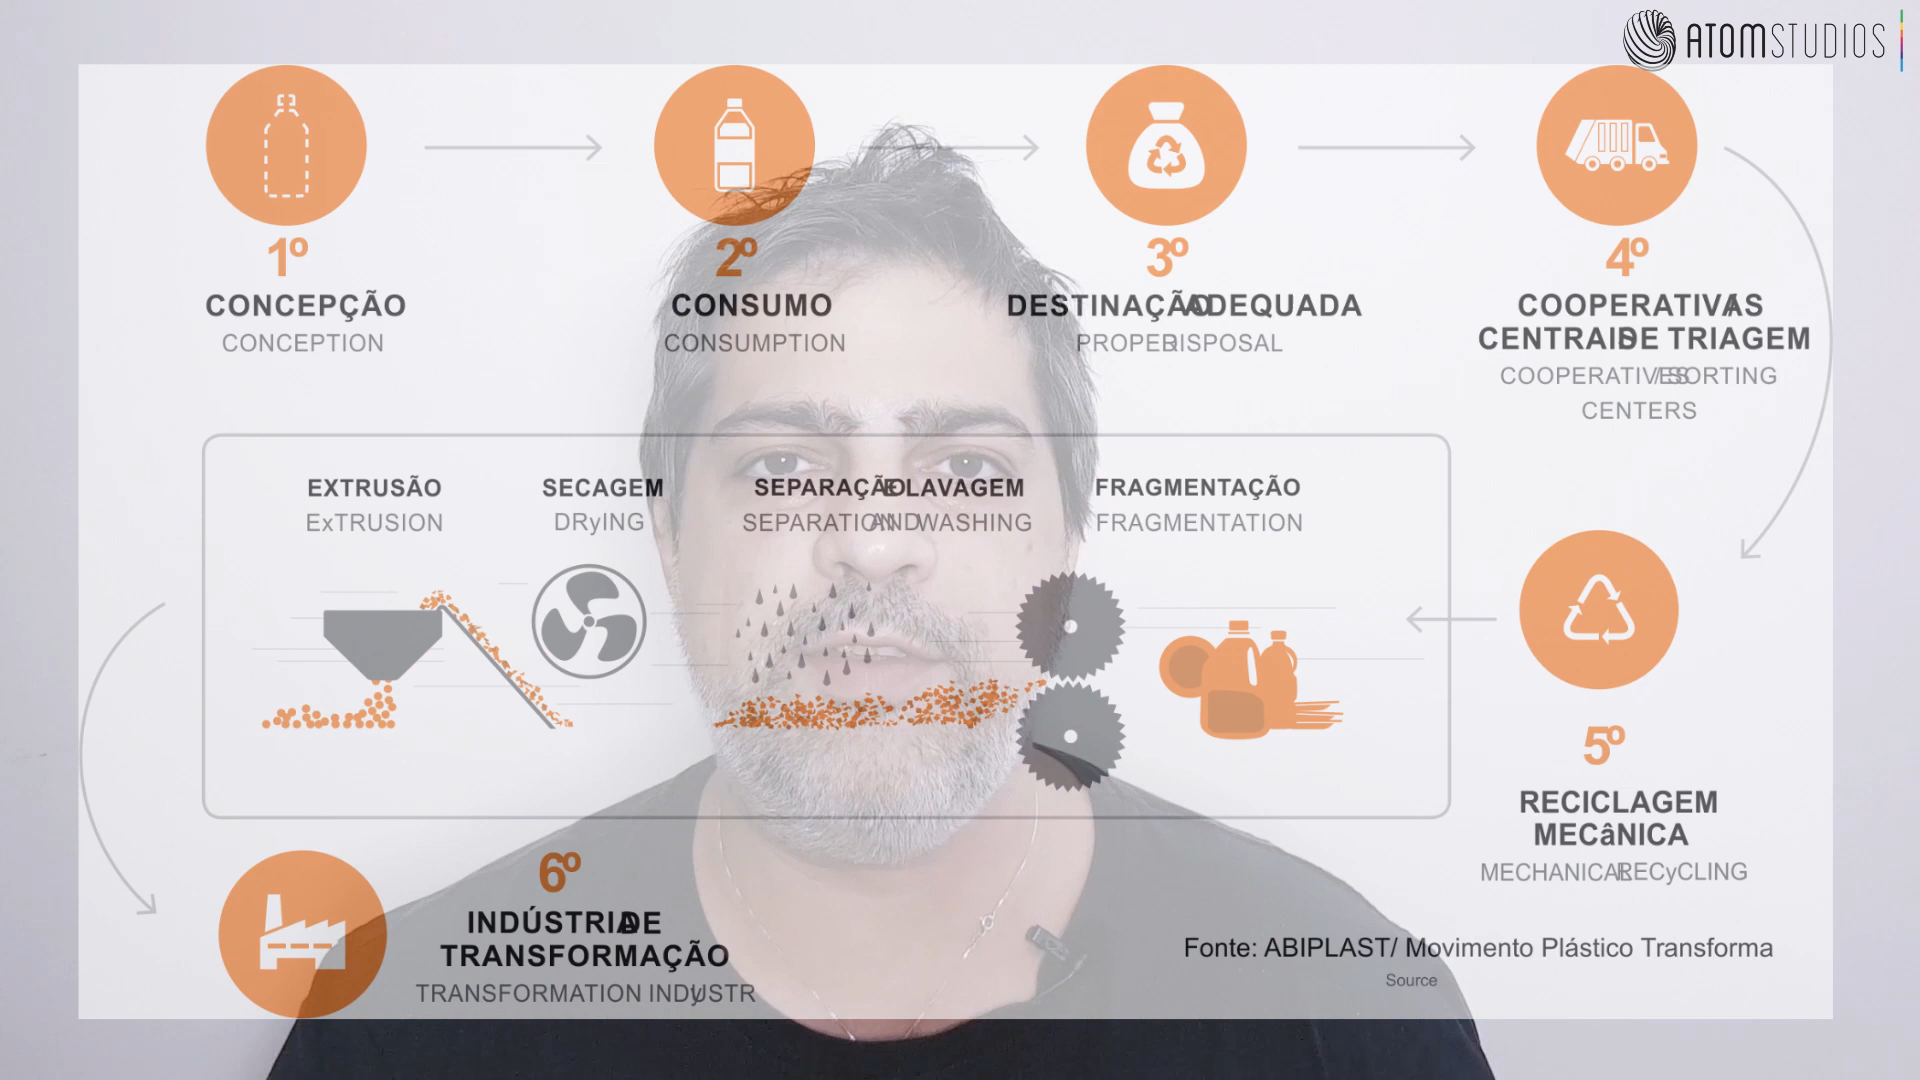 ATOMSTUDIOS
1º
CONCEPÇÃO
CONCEPTION
2º
CONSUMO
CONSUMPTION
3º
DESTINAÇÃO ADEQUADA
PROPER DISPOSAL
4º
COOPERATIVAS /
CENTRAIS DE TRIAGEM
COOPERATIVES / SORTING
CENTERS
EXTRUSÃO
ExTRUSION
SECAGEM
DRyING
SEPARAÇÃO E LAVAGEM
SEPARATION AND WASHING
FRAGMENTAÇÃO
FRAGMENTATION
5º
RECICLAGEM
MECâNICA
MECHANICAL RECyCLING
6º
INDÚSTRIA DE
TRANSFORMAÇÃO
TRANSFORMATION INDUSTRy
Fonte: ABIPLAST/ Movimento Plástico Transforma
Source